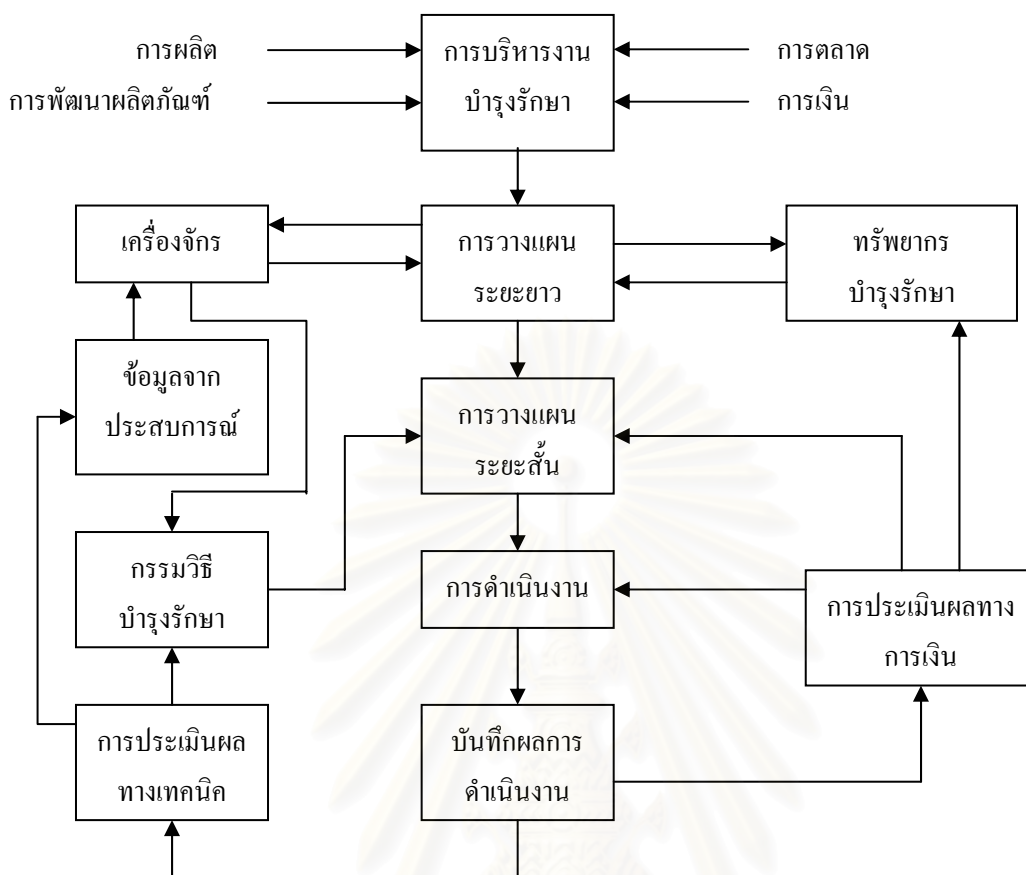 การผลิต
การพัฒนาผลิตภัณฑ์
การบริหารงาน
บำรุงรักษา
การตลาด
การเงิน
เครื่องจักร
การวางแผน
ระยะยาว
ทรัพยากร
บำรุงรักษา
ข้อมูลจาก
ประสบการณ์
การวางแผน
ระยะสั้น
กรรมวิธี
บำรุงรักษา
การดำเนินงาน
การประเมินผลทาง
การเงิน
การประเมินผล
ทางเทคนิค
บันทึกผลการ
ดำเนินงาน